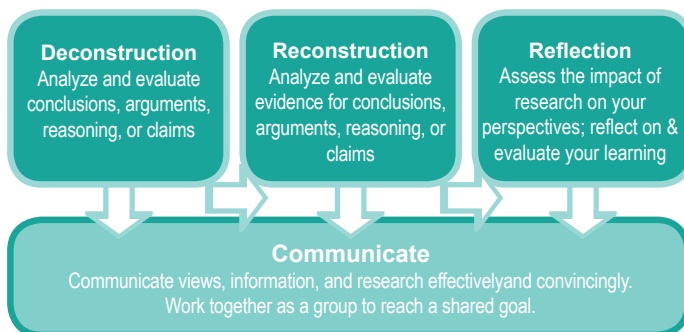 Deconstruction
Analyze and evaluate
conclusions, arguments,
reasoning, or claims
Reconstruction
Analyze and evaluate
evidence for conclusions,
arguments, reasoning, or
claims
Reflection
Assess the impact of
research on your
perspectives; reflect on &
evaluate your learning
Communicate
Communicate views, information, and research effectivelyand convincingly.
Work together as a group to reach a shared goal.